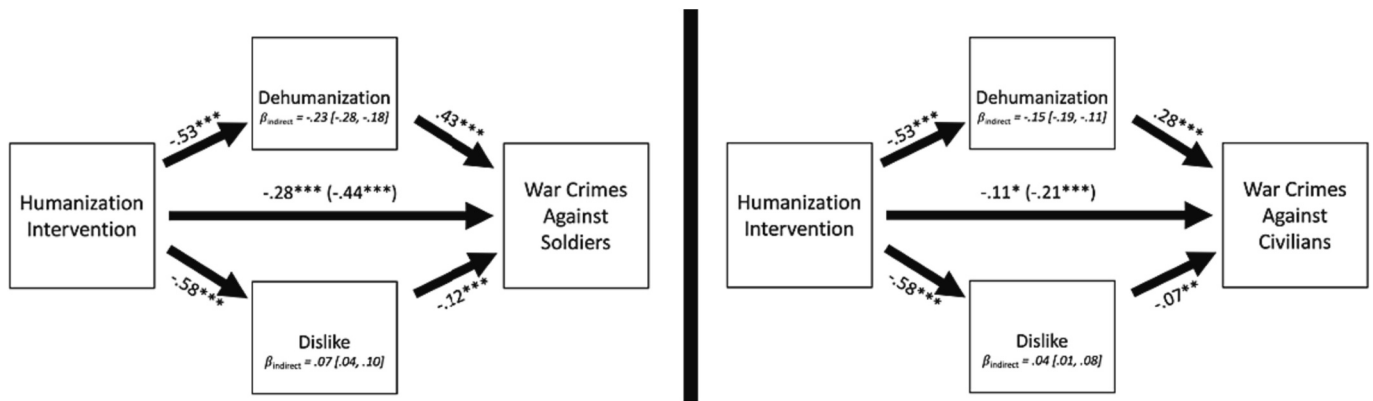 Dehumanization
βindirect = -.23 [-.28, -.18]
-.53***
.43***
Humanization
Intervention
-.28*** (-.44***)
War Crimes
Against
Soldiers
-.58***
-.12***
Dislike
βindirect = .07 [.04, .10]
Dehumanization
βindirect = -.15 [-.19, -.11]
-.53***
.28***
Humanization
Intervention
-.11* (-.21***)
War Crimes
Against
Civilians
-.58***
-.07**
Dislike
βindirect = .04 [.01, .08]